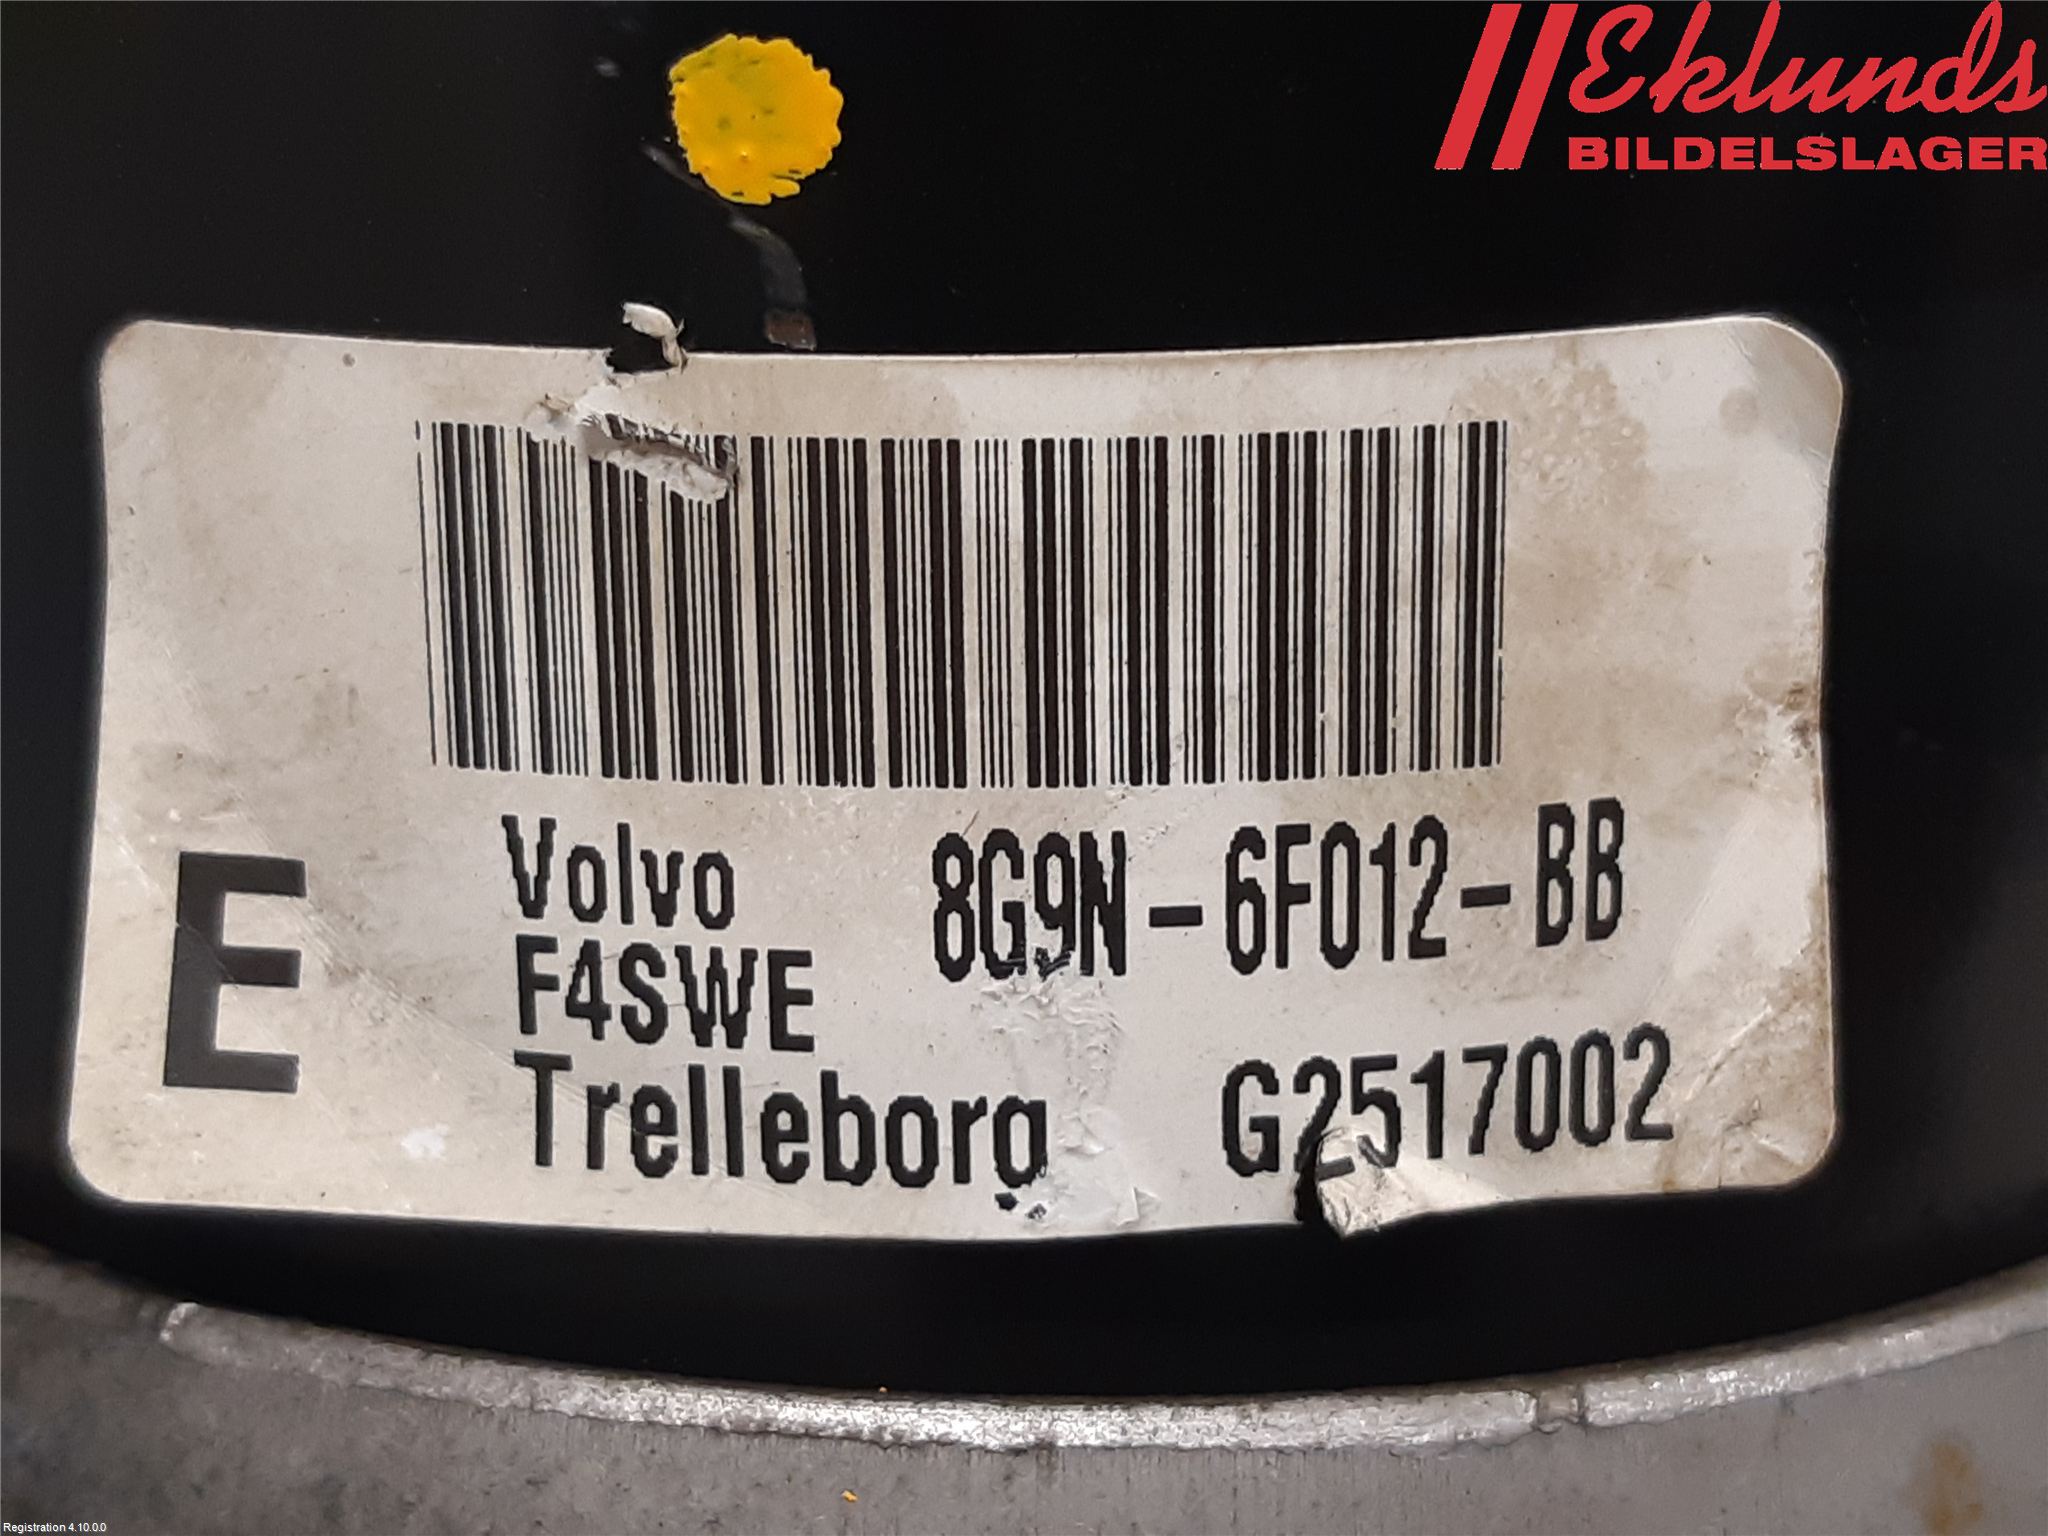 Eklunds
BILDELSLAGER
Volvo 8G9N-6F012-BB
E
F4SWE
Trelleborg G2517002
Registration 4.10.0.0